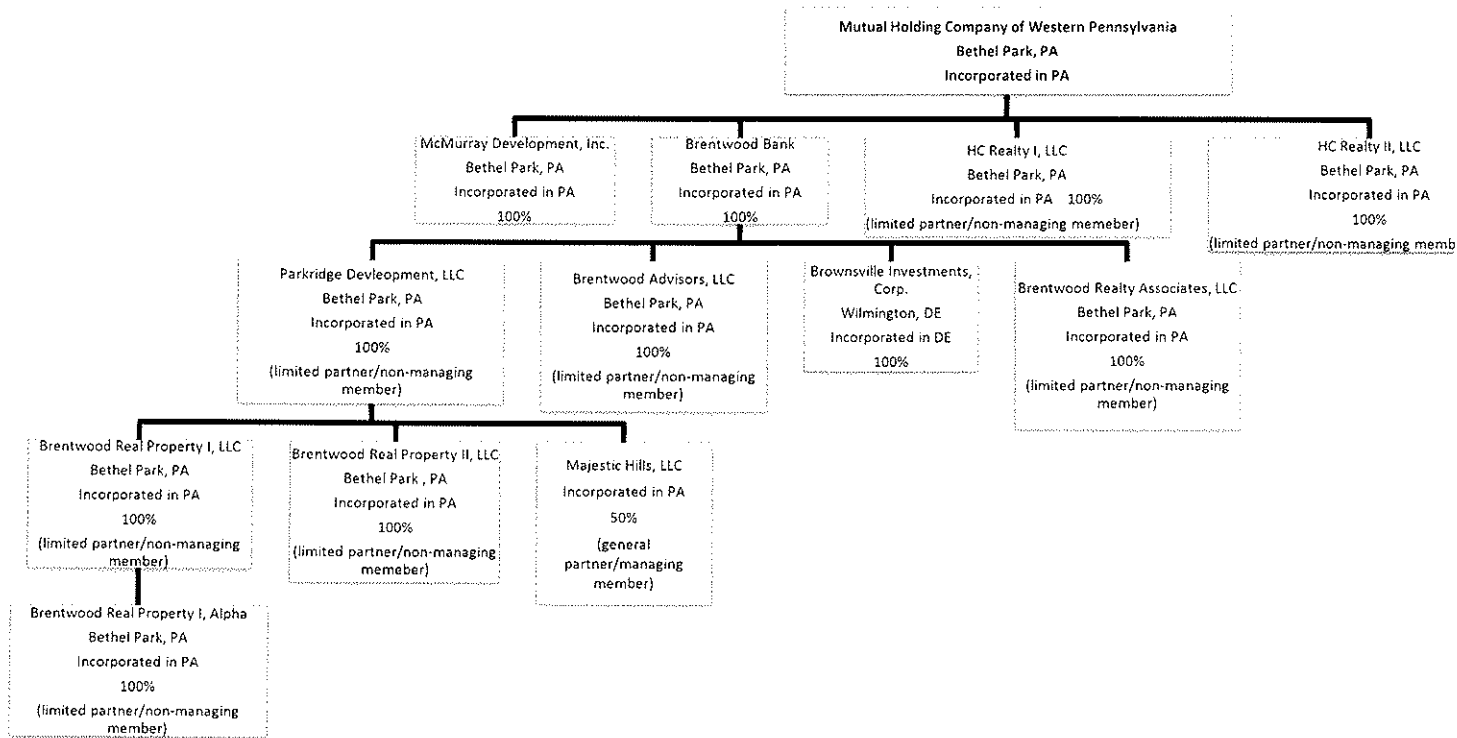 Mutual Holding Company of Western Pennsylvania
Bethel Park, PA
Incorporated in PA
McMurray Development, Inc.
Bethel Park, PA
Incorporated in PA
100%
Brentwood Bank
Bethel Park, PA
Incorporated in PA
100%
HC Realty I, LLC
Bethel Park, PA
Incorporated in PA 100%
(limited partner/non-managing memeber)
HC Realty II, LLC
Bethel Park, PA
Incorporated in PA
100%
(limited partner/non-managing memb
Parkridge Devleopment, LLC
Bethel Park, PA
Incorporated in PA
100%
(limited partner/non-managing
member)
Brentwood Advisors, LLC
Bethel Park, PA
Incorporated in PA
100%
(limited partner/non-managing
member)
Brownsville Investments,
Corp.
Wilmington, DE
Incorporated in DE
100%
Brentwood Realty Associates, LLC
Bethel Park, PA
Incorporated in PA
100%
(limited partner/non-managing
member)
Brentwood Real Property I, LLC
Bethel Park, PA
Incorporated in PA
100%
(limited partner/non-managing
member)
Brentwood Real Property II, LLC
Bethel Park , PA
Incorporated in PA
100%
(limited partner/non-managing
memeber)
Majestic Hills, LLC
Incorporated in PA
50%
(general
partner/managing
member)
Brentwood Real Property I, Alpha
Bethel Park, PA
Incorporated in PA
100%
(limited partner/non-managing
member)